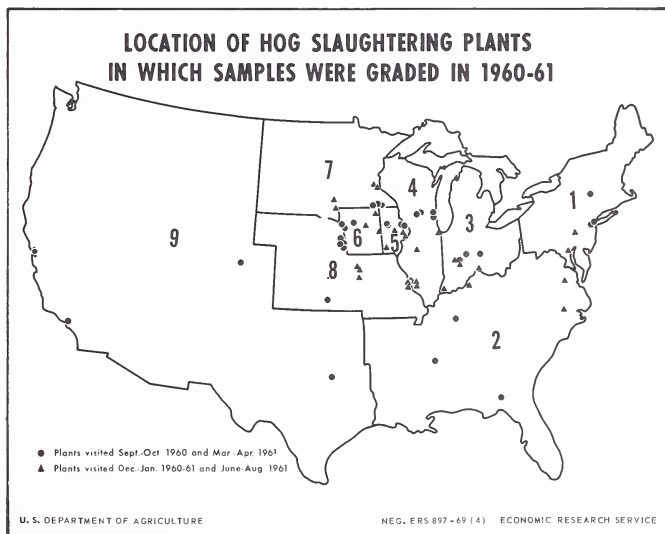 LOCATION OF HOG SLAUGHTERING PLANTS
IN WHICH SAMPLES WERE GRADED IN 1960-61
7
4
1
9
6
5
3
8
2
● Plants visited Sept.-Oct 1960 and Mar.-Apr. 1961
▲ Plants visited Dec.-Jan. 1960-61 and June-Aug 1961
U. S. DEPARTMENT OF AGRICULTURE NEG. ERS 897-69 (4) ECONOMIC RESEARCH SERVICE